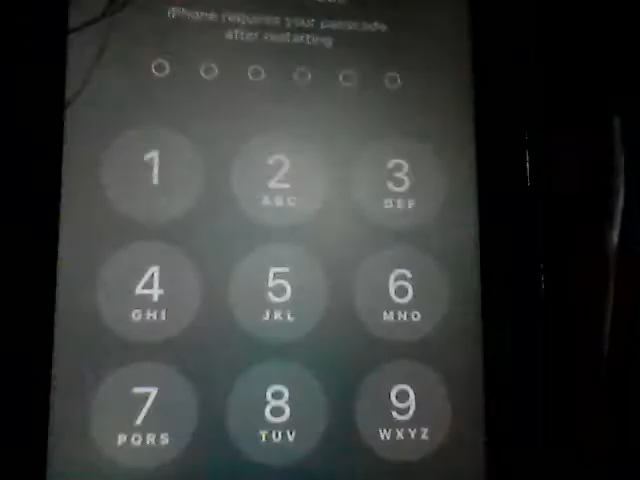 iPhone requires your passcode
after restarting
1
2
ABC
3
DEF
4
GHI
5
JKL
6
MNO
7
PQRS
8
TUV
9
WXYZ